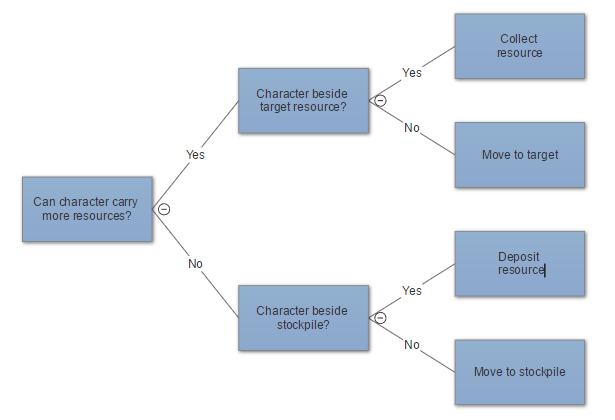 Can character carry
more resources?
Yes
No
Character beside
target resource?
Yes
No
Collect
resource
Move to target
Character beside
stockpile?
Yes
No
Deposit
resource
Move to stockpile